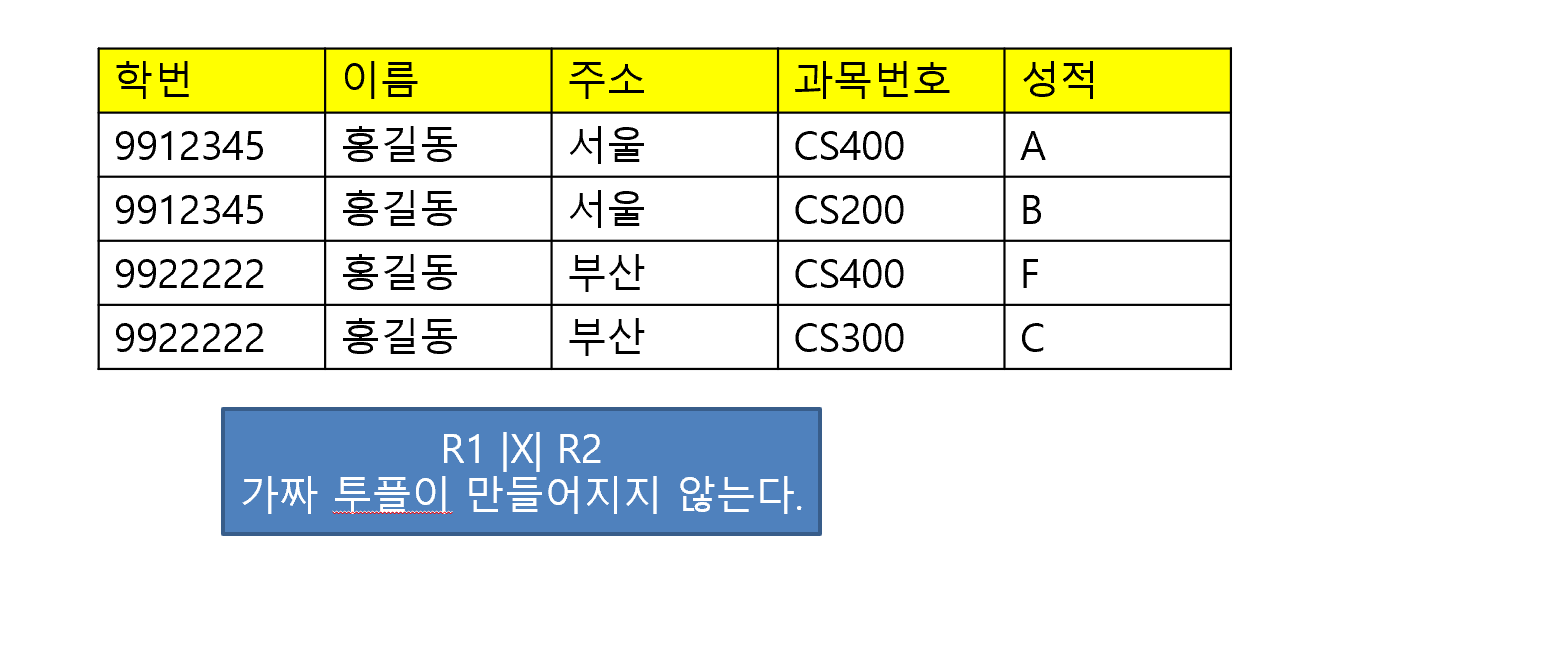 학번 이름 주소 과목번호 성적
9912345 홍길동 서울 CS400 A
9912345 홍길동 서울 CS200 B
9922222 홍길동 부산 CS400 F
9922222 홍길동 부산 CS300 C
R1 |X| R2
가짜 투플이 만들어지지 않는다.